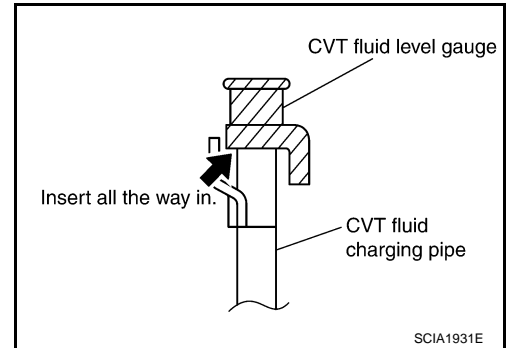 CVT fluid level gauge
Insert all the way in.
CVT fluid
charging pipe
SCIA1931E